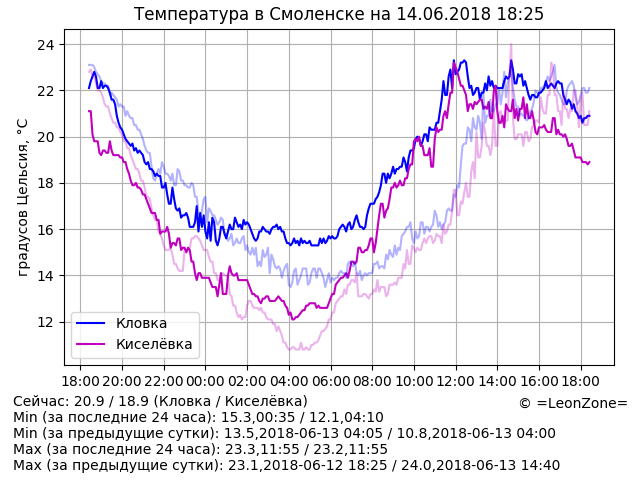 Температура в Смоленске на 14.06.2018 18:25
градусов Цельсия, °C
24
22
20
18
16
14
12
Кловка
Киселёвка
18:00 20:00 22:00 00:00 02:00 04:00 06:00 08:00 10:00 12:00 14:00 16:00 18:00
Сейчас: 20.9 / 18.9 (Кловка / Киселёвка)
© =LeonZone=
Min (за последние 24 часа): 15.3,00:35 / 12.1,04:10
Min (за предыдущие сутки): 13.5,2018-06-13 04:05 / 10.8,2018-06-13 04:00
Max (за последние 24 часа): 23.3,11:55 / 23.2,11:55
Max (за предыдущие сутки): 23.1,2018-06-12 18:25 / 24.0,2018-06-13 14:40